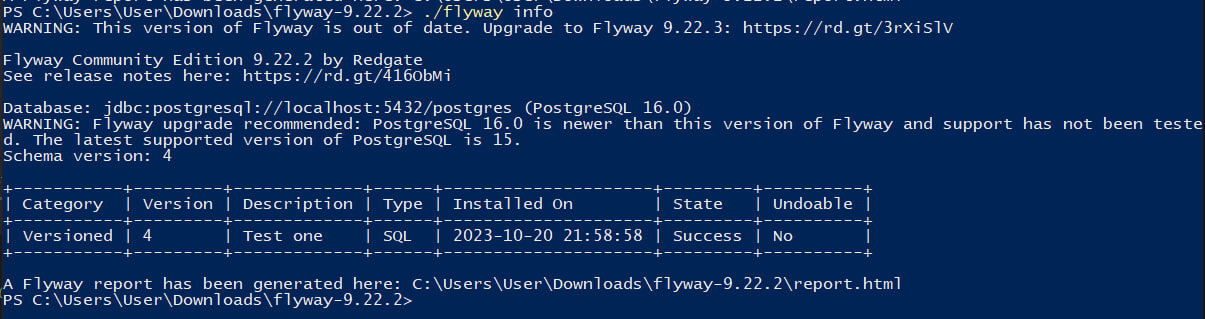 PS C:\Users\User\Downloads\flyway-9.22.2> ./flyway info
WARNING: This version of Flyway is out of date. Upgrade to Flyway 9.22.3: https://rd.gt/3rXiSlV
Flyway Community Edition 9.22.2 by Redgate
See release notes here: https://rd.gt/416ObMi
Database: jdbc:postgresql://localhost:5432/postgres (PostgreSQL 16.0)
WARNING: Flyway upgrade recommended: PostgreSQL 16.0 is newer than this version of Flyway and support has not been teste
d. The latest supported version of PostgreSQL is 15.
Schema version: 4
+-----------+---------+-------------+------+---------------------+---------+----------+
| Category  | Version | Description | Type | Installed On        | State   | Undoable |
+-----------+---------+-------------+------+---------------------+---------+----------+
| Versioned | 4       | Test one    | SQL  | 2023-10-20 21:58:58 | Success | No       |
+-----------+---------+-------------+------+---------------------+---------+----------+
A Flyway report has been generated here: C:\Users\User\Downloads\flyway-9.22.2\report.html
PS C:\Users\User\Downloads\flyway-9.22.2>